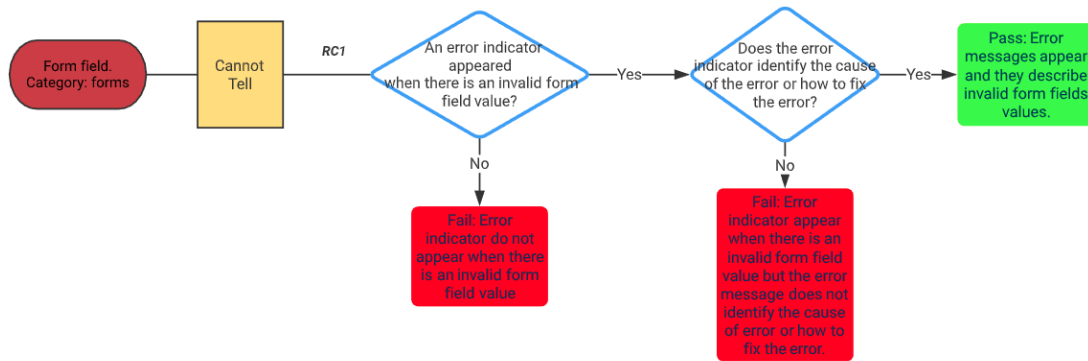 Form field.
Category: forms
Cannot
Tell
RC1
An error indicator
appeared
when there is an invalid form
field value?
Yes
Does the error
indicator identify the cause
of the error or how to fix
the error?
Yes
Pass: Error
messages appear
and they describe
invalid form fields
values.
No
Fail: Error
indicator do not
appear when there
is an invalid form
field value
No
Fail: Error
indicator appear
when there is an
invalid form field
value but the error
message does not
identify the cause
of error or how to
fix the error.